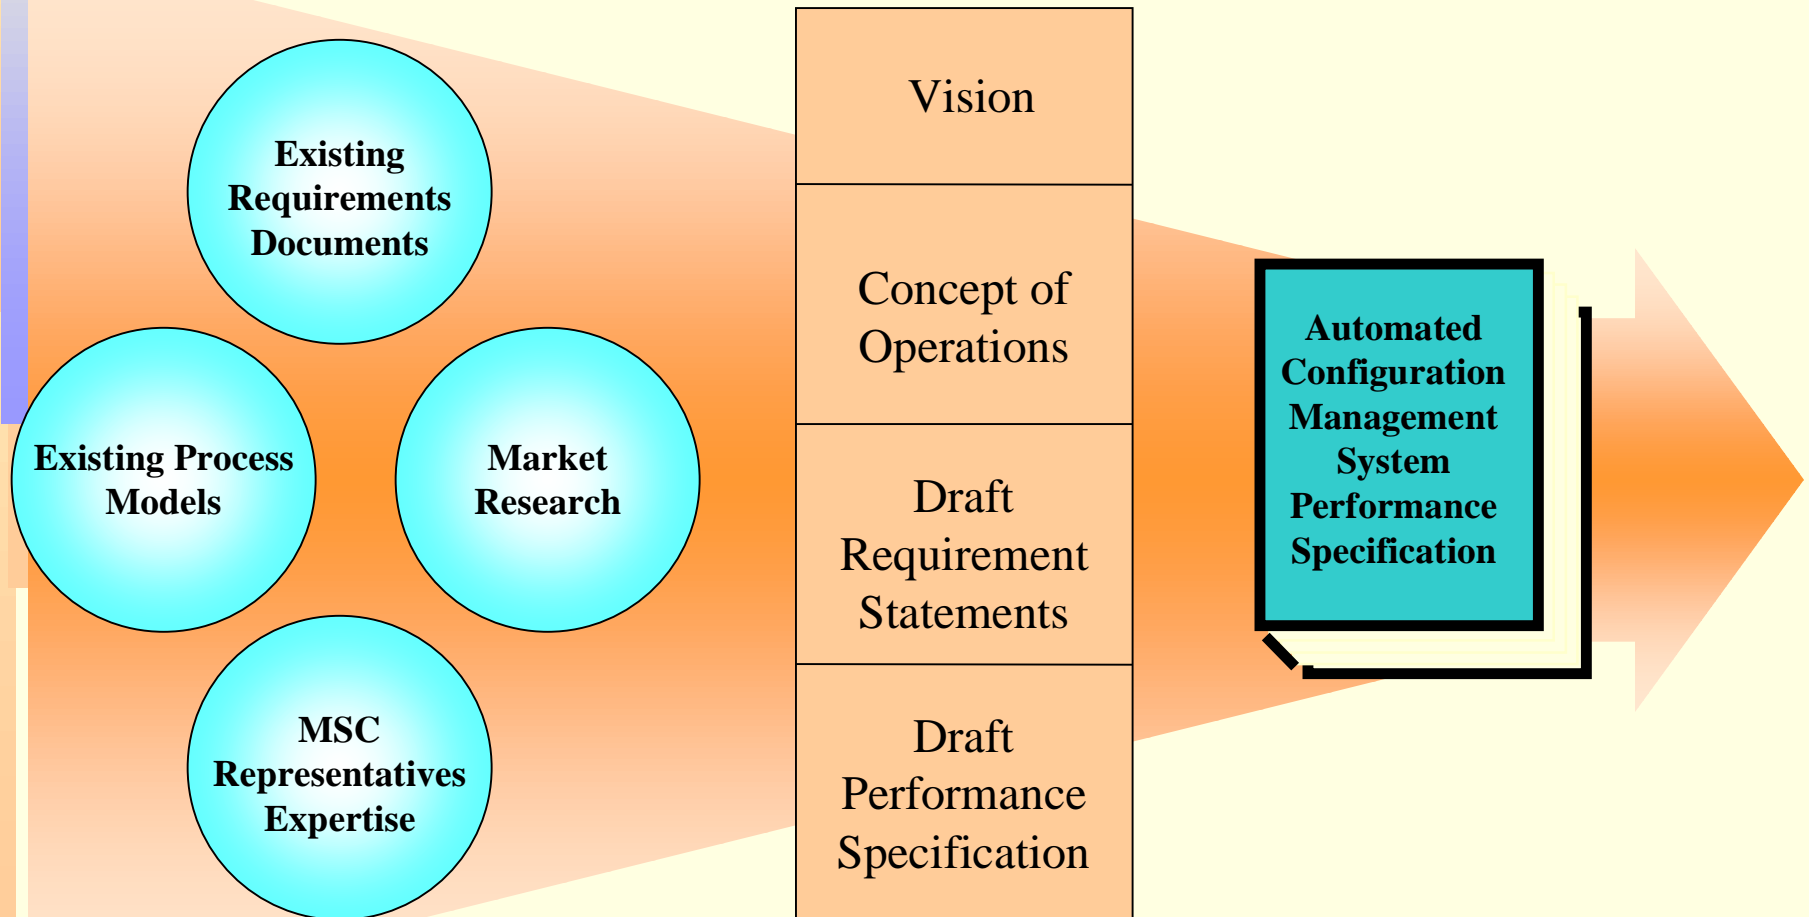 Existing
Requirements
Documents
Existing Process
Models
Market
Research
MSC
Representatives
Expertise
Vision
Concept of
Operations
Draft
Requirement
Statements
Draft
Performance
Specification
Automated
Configuration
Management
System
Performance
Specification